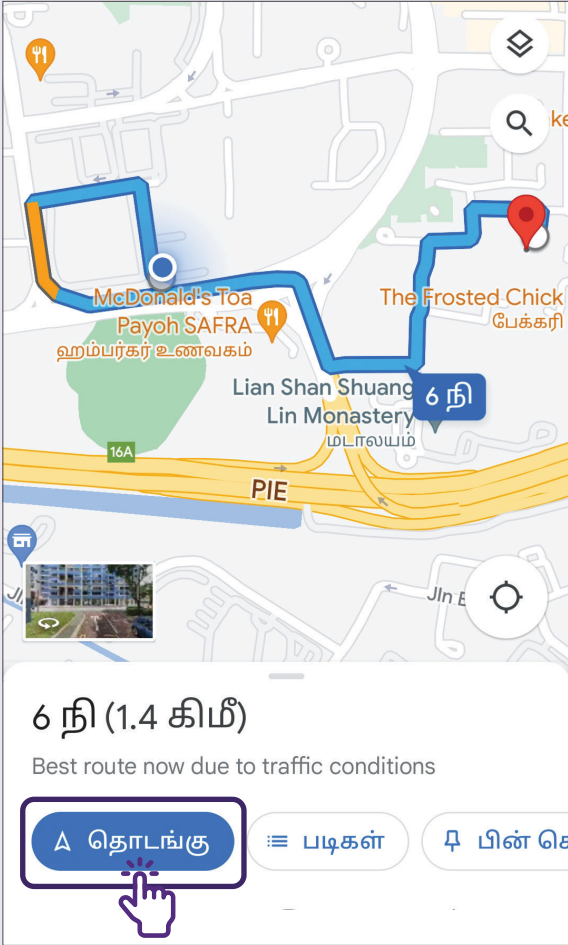 ke
McDonald's Toa
Payoh SAFRA
ஹம்பர்கர் உணவகம்
The Frosted Chick
பேக்கரி
Lian Shan Shuang
Lin Monastery
மடாலயம்
6 நி
16A
PIE
Jln
6 நி (1.4 கிமீ)
Best route now due to traffic conditions
தொடங்கு
படிகள்
பின் செ